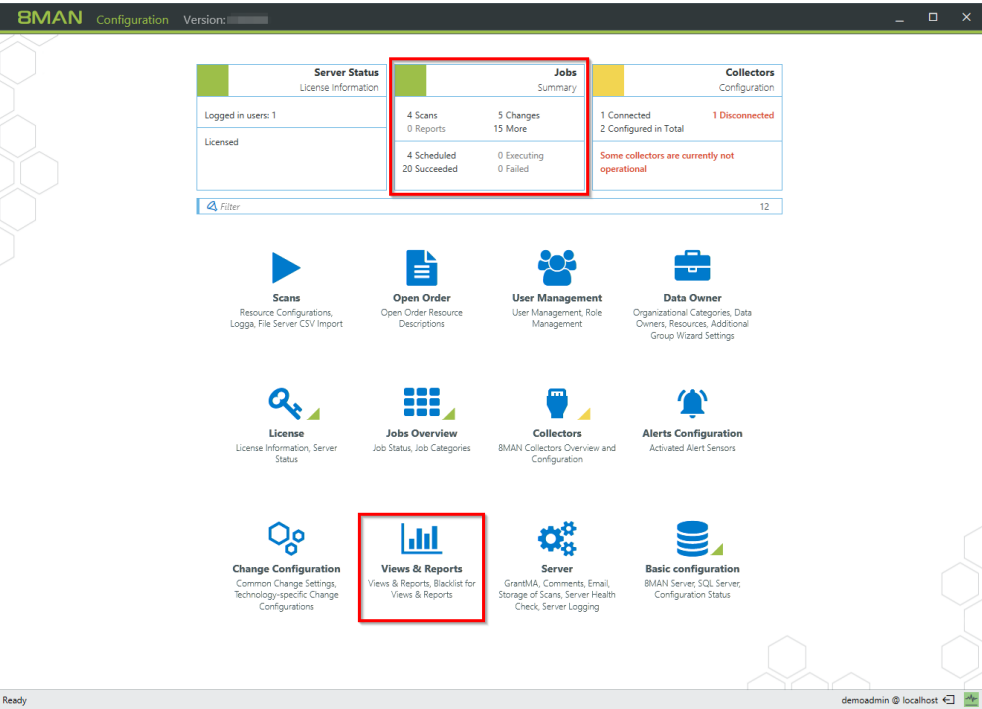 8MAN Configuration Version:
Server Status
License Information
Logged in users: 1
Licensed
Jobs
Summary
4 Scans 5 Changes
0 Reports 15 More
4 Scheduled 0 Executing
20 Succeeded 0 Failed
Collectors
Configuration
1 Connected 1 Disconnected
2 Configured in Total
Some collectors are currently not
operational
Filter 12
Scans
Resource Configurations,
Logga, File Server CSV Import
Open Order
Open Order Resource
Descriptions
User Management
User Management, Role
Management
Data Owner
Organizational Categories, Data
Owners, Resources, Additional
Group Wizard Settings
License
License Information, Server
Status
Jobs Overview
Job Status, Job Categories
Collectors
8MAN Collectors Overview and
Configuration
Alerts Configuration
Activated Alert Sensors
Change Configuration
Common Change Settings,
Technology-specific Change
Configurations
Views & Reports
Views & Reports, Blacklist for
Views & Reports
Server
GrantMA, Comments, Email,
Storage of Scans, Server Health
Check, Server Logging
Basic configuration
8MAN Server, SQL Server,
Configuration Status
Ready demoadmin @ localhost